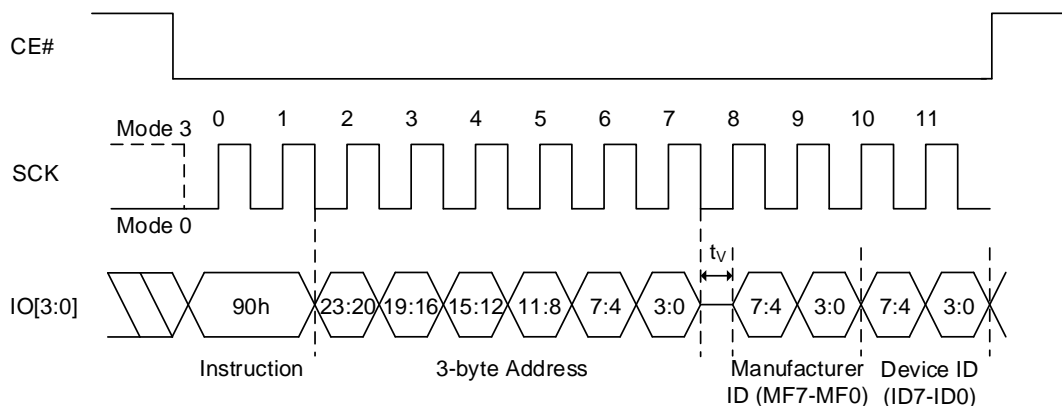 CE#
0 1 2 3 4 5 6 7 8 9 10 11
Mode 3
SCK
Mode 0
tV
IO[3:0] 90h 23:20 19:16 15:12 11:8 7:4 3:0 7:4 3:0 7:4 3:0
Instruction 3-byte Address Manufacturer Device ID
ID (MF7-MF0) (ID7-ID0)